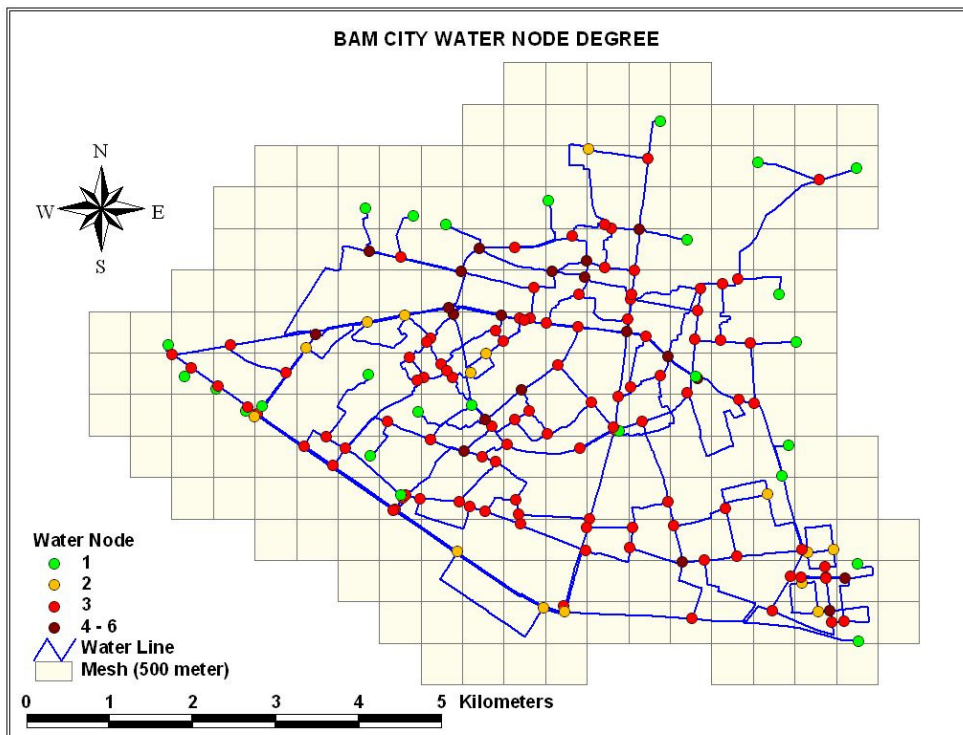 BAM CITY WATER NODE DEGREE
N
W E
S
Water Node
1
2
3
4 - 6
Water Line
Mesh (500 meter)
0 1 2 3 4 5 Kilometers